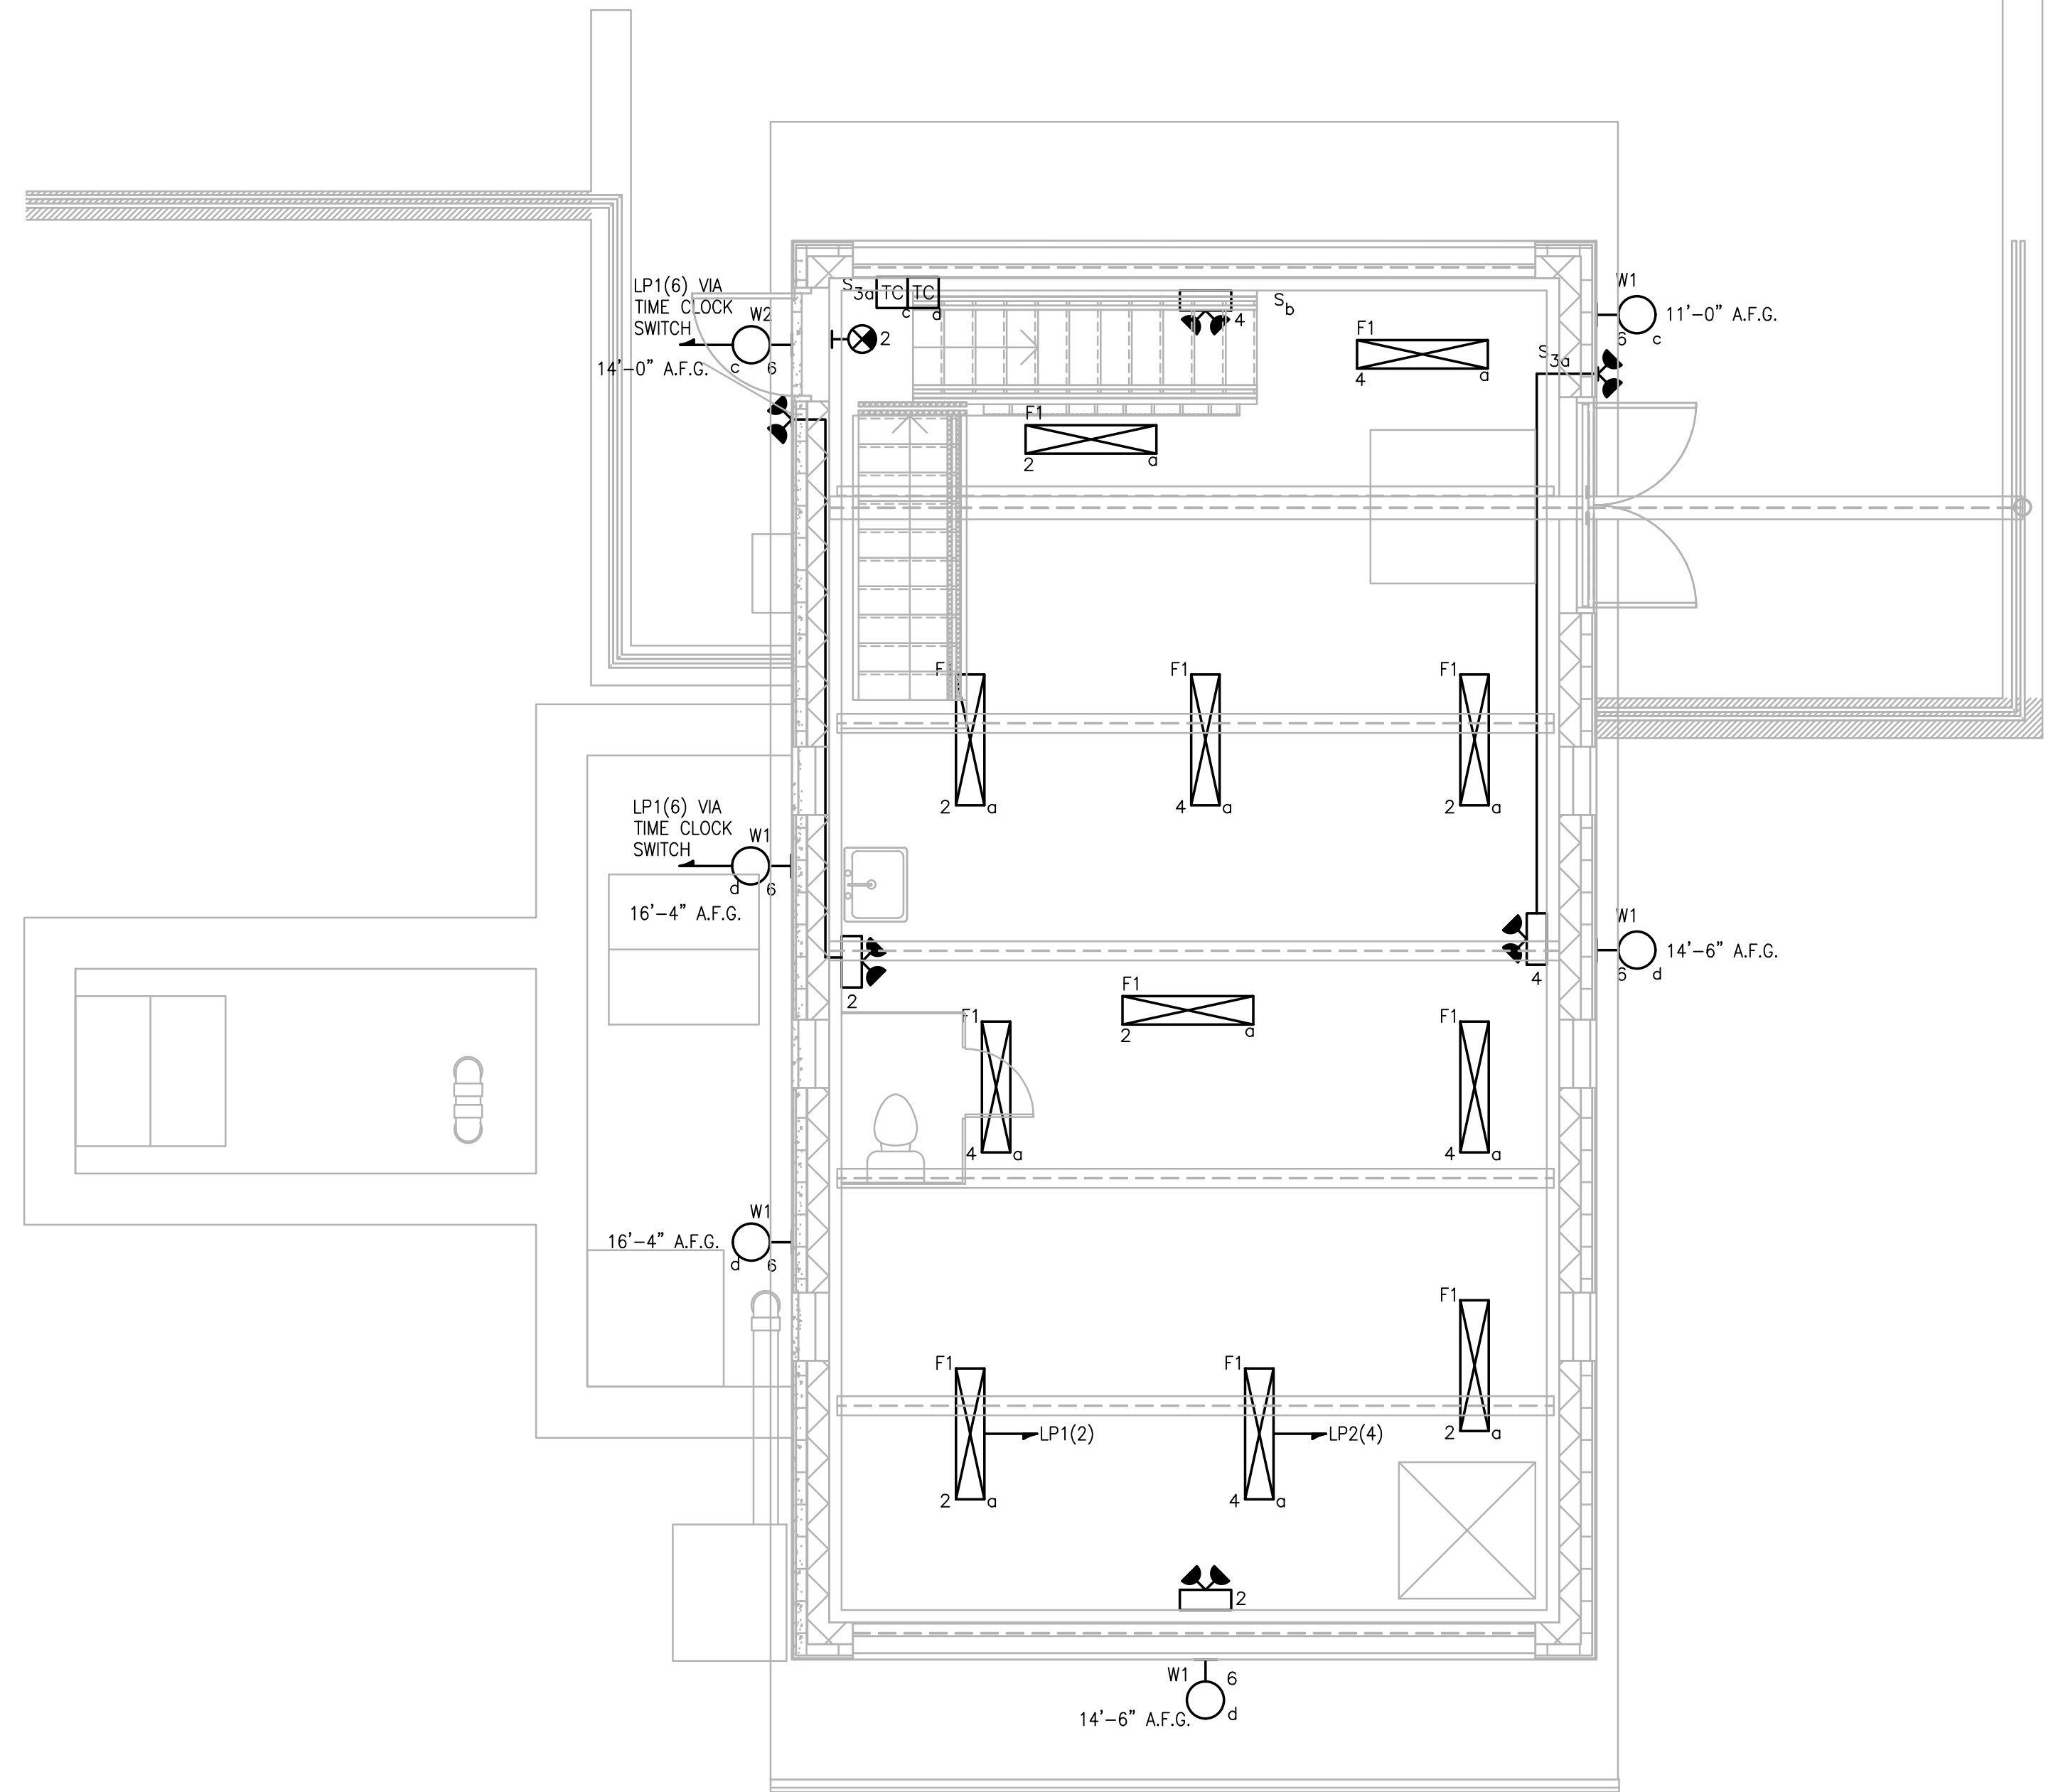 LP1(6) VIA
TIME CLOCK
SWITCH
W2
c
6
14'-0" A.F.G.
S3a
TC
TC
c
d
2
4
Sb
F1
4
a
S3a
W1
11'-0" A.F.G.
6
c
F1
2
a
F1
2
a
F1
4
a
F1
2
a
LP1(6) VIA
TIME CLOCK
SWITCH
W1
d
6
16'-4" A.F.G.
2
4
W1
14'-6" A.F.G.
6
d
F1
2
a
F1
4
a
F1
4
a
W1
16'-4" A.F.G.
d
6
F1
2
a
F1
LP1(2)
2
a
F1
LP2(4)
4
a
2
W1
6
14'-6" A.F.G.
d